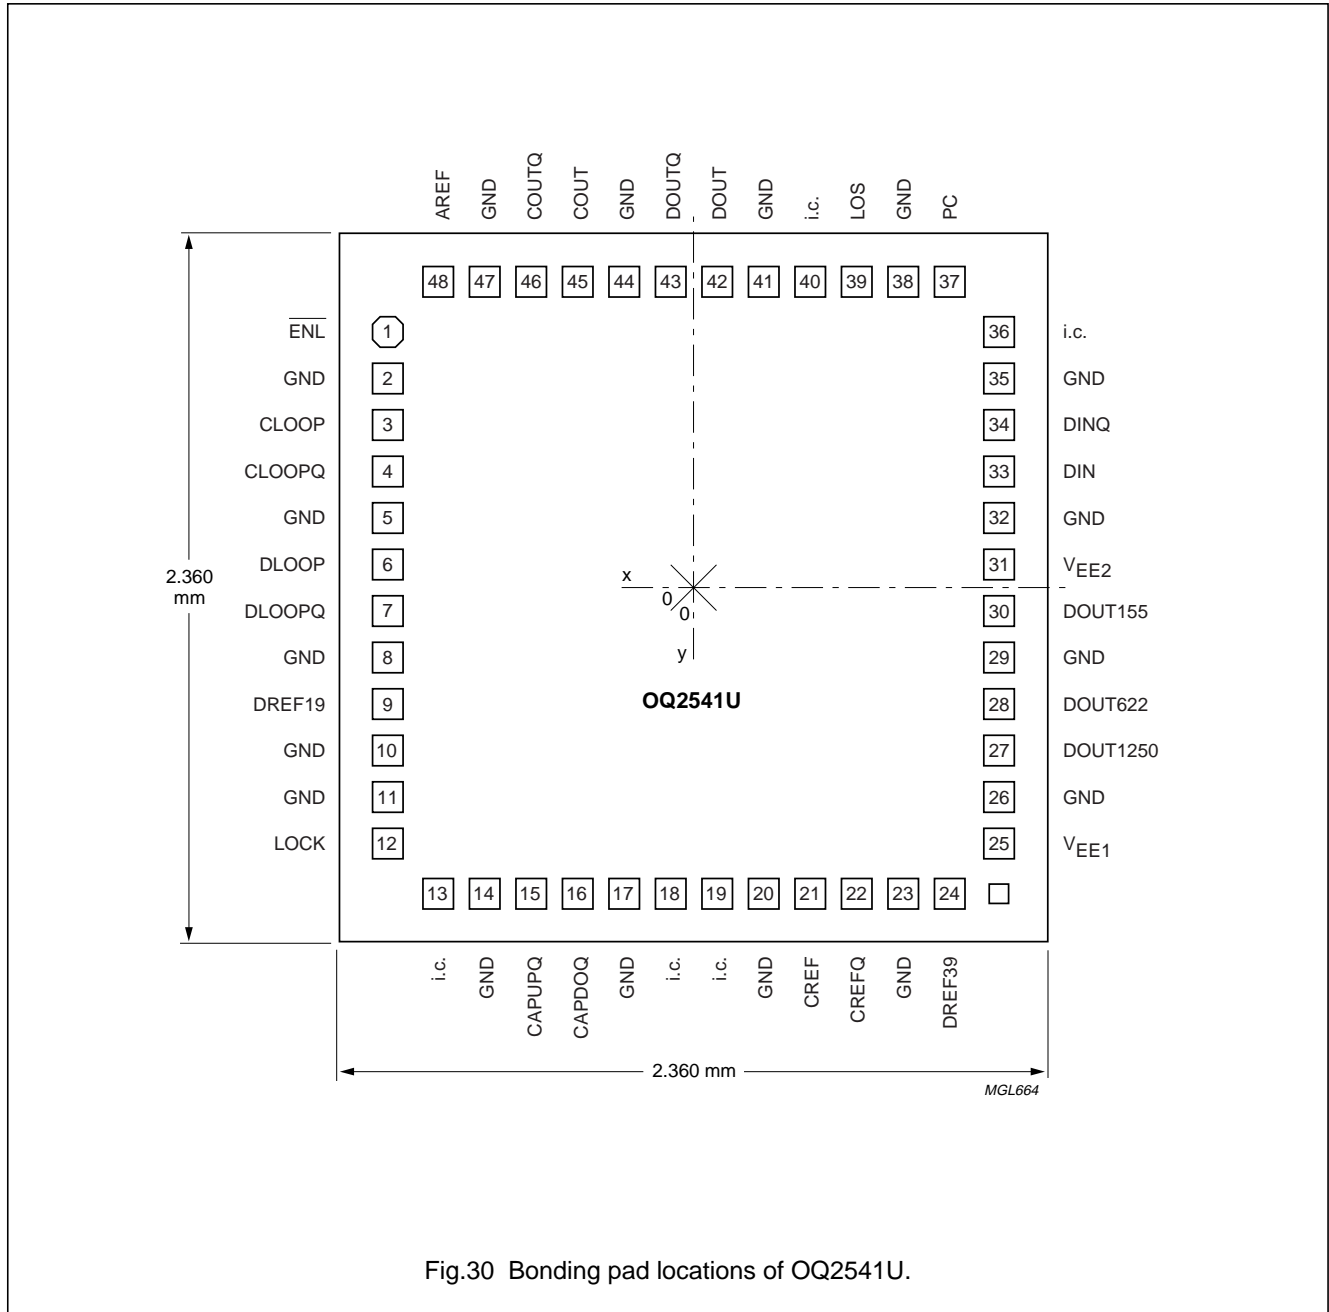 AREF GND COUTQ COUT GND DOUTQ DOUT GND i.c. LOS GND PC
48 47 46 45 44 43 42 41 40 39 38 37
ENL 1 36 i.c.
GND 2 35 GND
CLOOP 3 34 DINQ
CLOOPQ 4 33 DIN
GND 5 32 GND
DLOOP 6 31 VEE2
2.360
mm
x
0
0
y
DLOOPQ 7 30 DOUT155
GND 8 29 GND
DREF19 9 OQ2541U 28 DOUT622
GND 10 27 DOUT1250
GND 11 26 GND
LOCK 12 25 VEE1
13 14 15 16 17 18 19 20 21 22 23 24
i.c. GND CAPUPQ CAPDOQ GND i.c. i.c. GND CREF CREFQ GND DREF39
2.360 mm
MGL664
Fig.30 Bonding pad locations of OQ2541U.